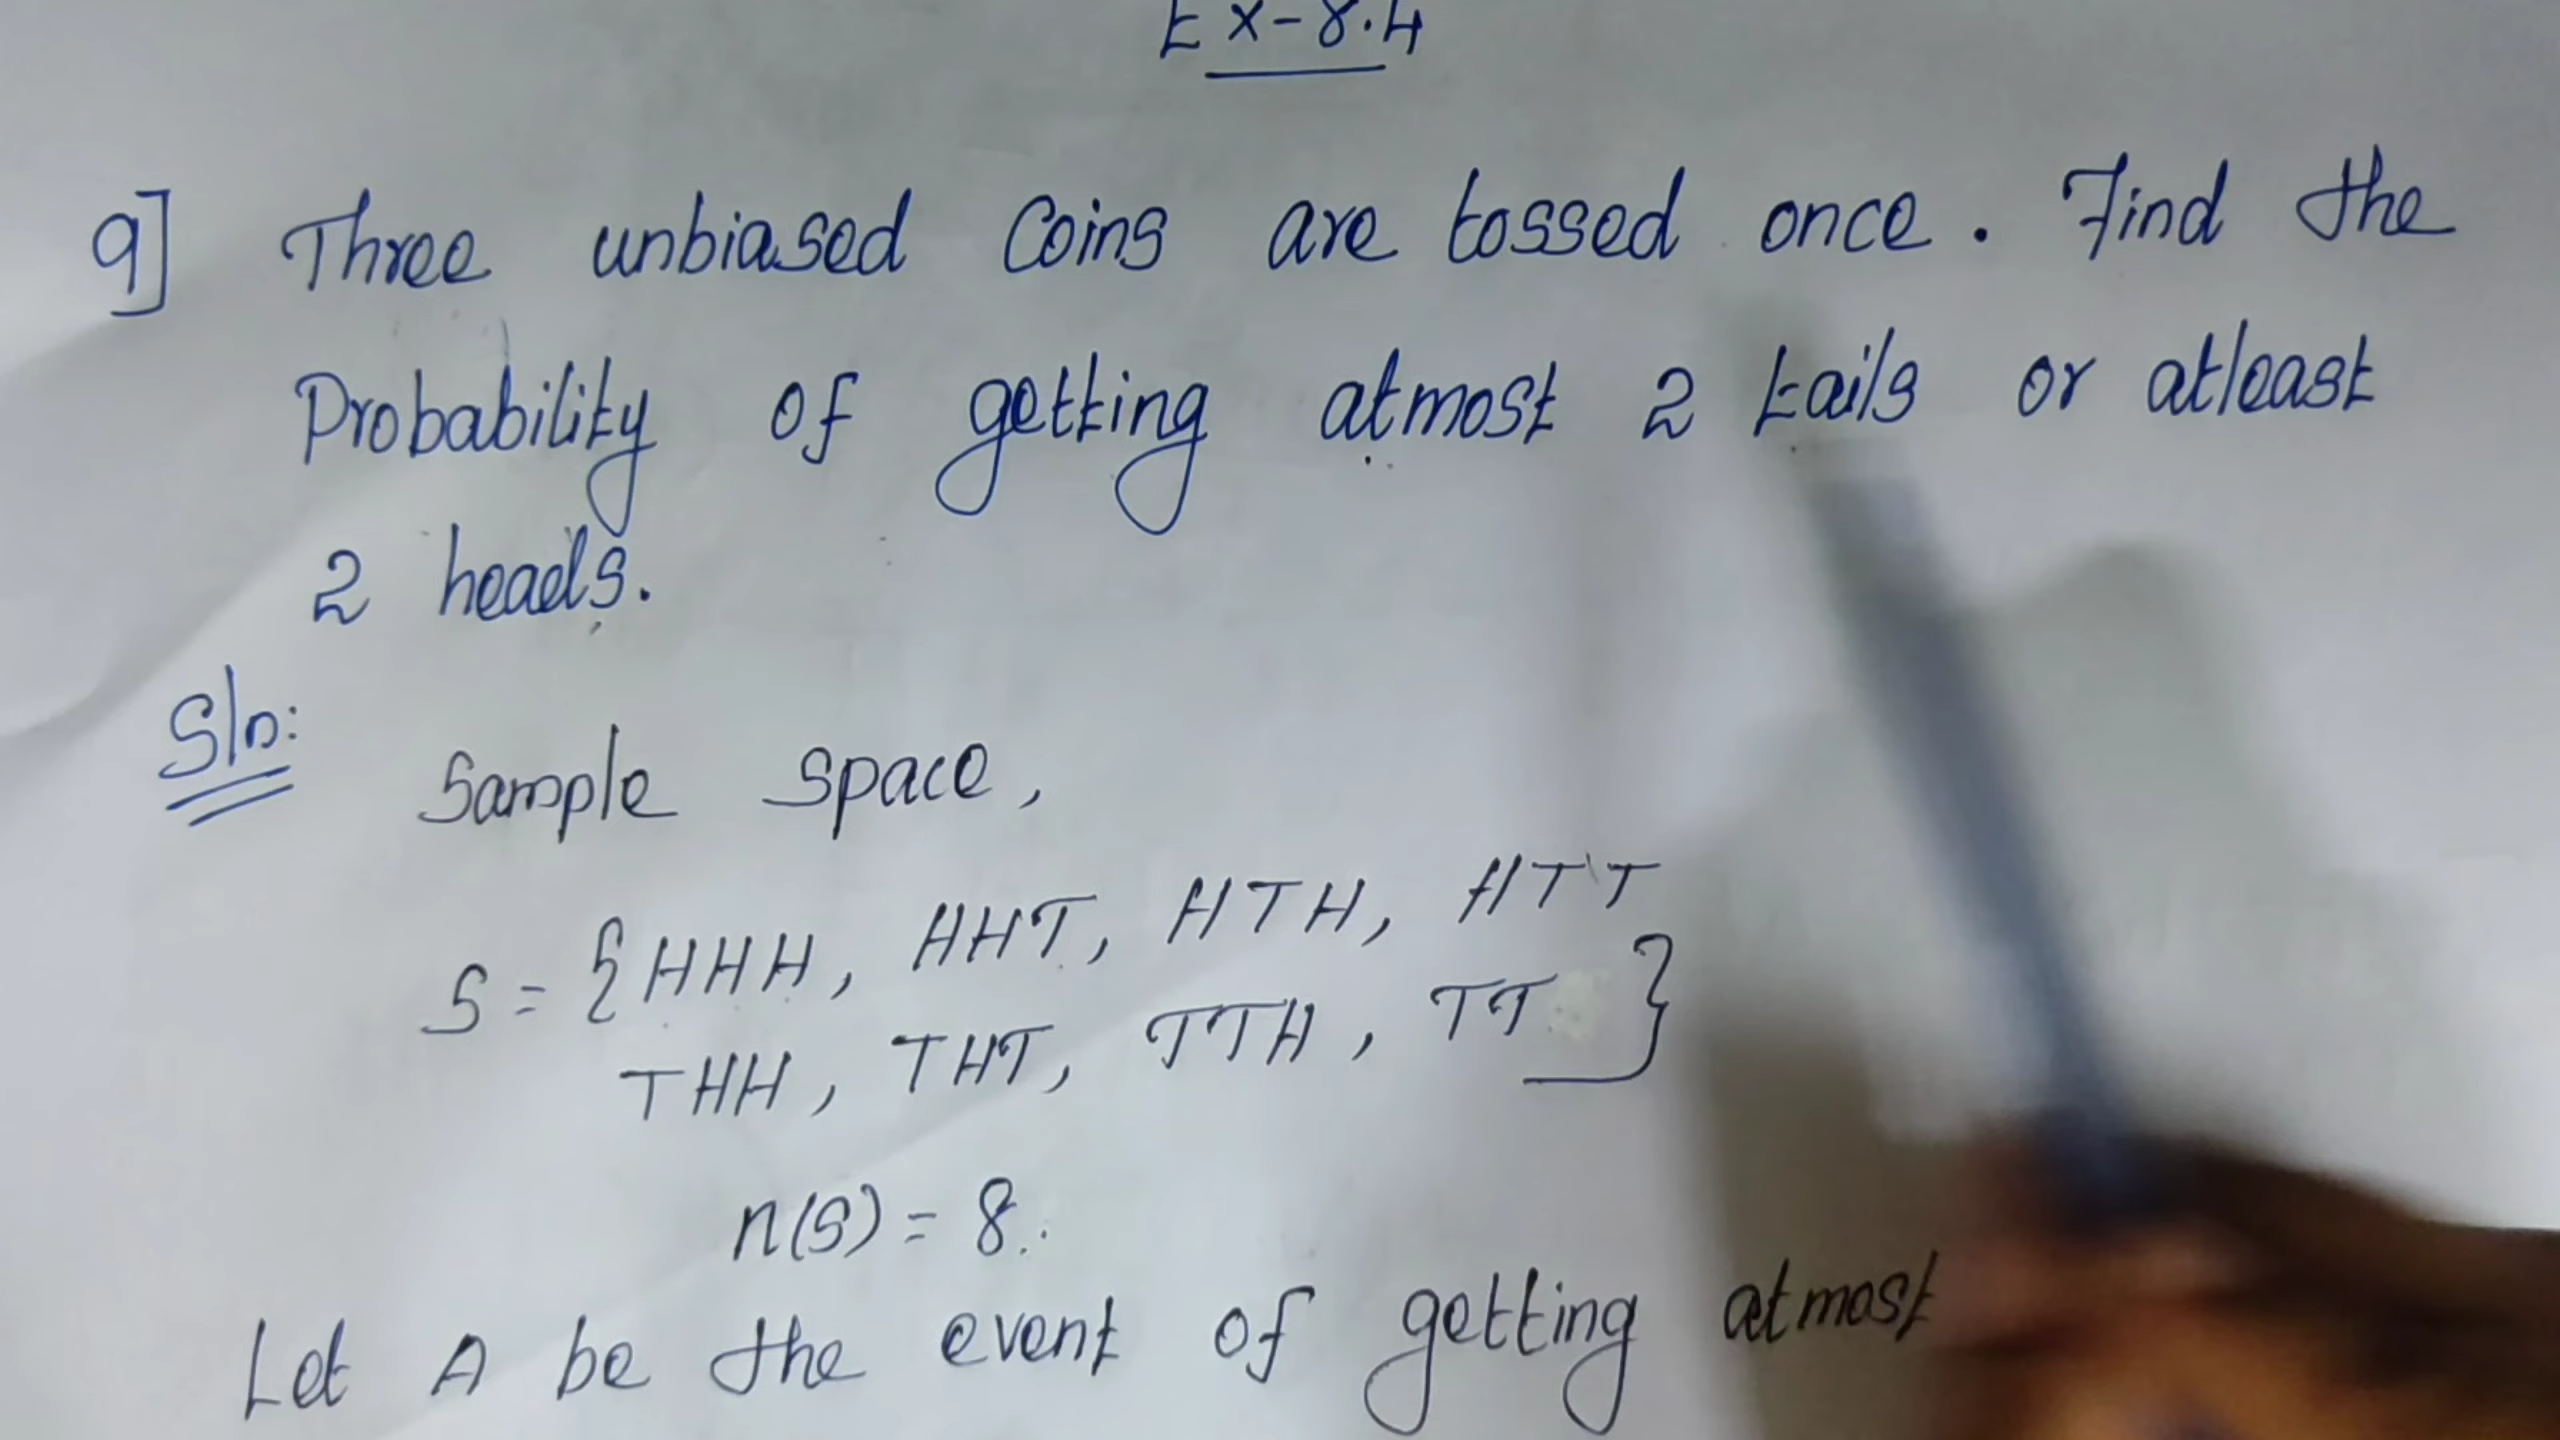 Ex-8.4
9] Three unbiased Coins are tossed once. Find the
Probability of getting atmost 2 tails or atleast
2 heads.
Sln:
Sample space,
S = {HHH, HHT, HTH, HTT
THH, THT, TTH, TT }
n(S) = 8.
Let A be the event of getting atmost